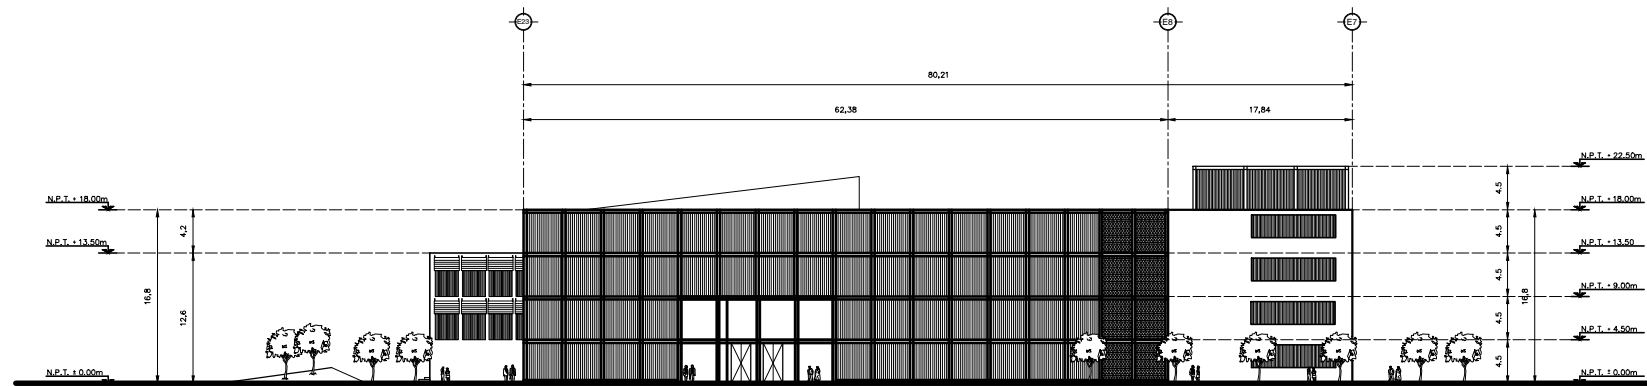 E23 E8 E7
80,21
62,38 17,84
N.P.T. + 22.50m
4.5
N.P.T. + 18.00m N.P.T. + 18.00m
4,2 4.5
N.P.T. + 13.50m N.P.T. + 13.50
4.5
N.P.T. + 9.00m
16,8 12,6 4.5 16,8
N.P.T. + 4.50m
4.5
N.P.T. ± 0.00m N.P.T. ± 0.00m